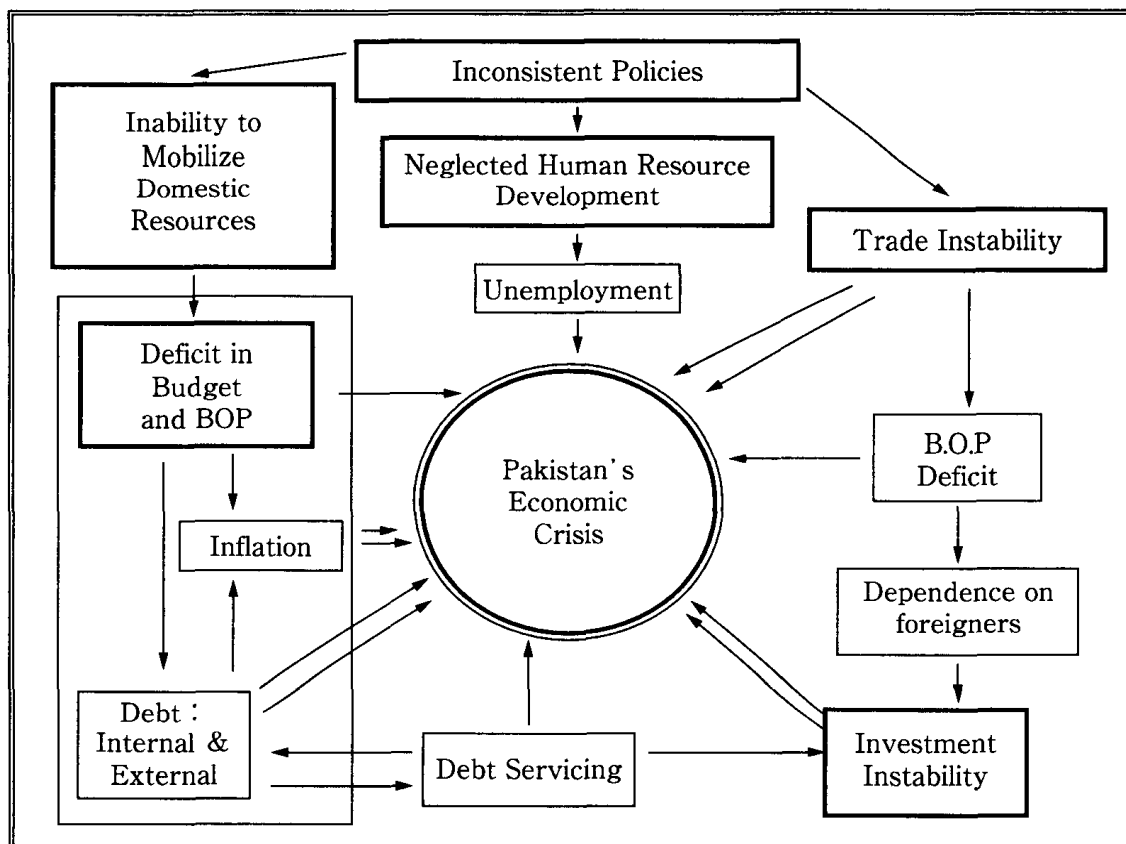 Inconsistent Policies
Inability to
Mobilize
Domestic
Resources
Neglected Human Resource
Development
Trade Instability
Unemployment
Deficit in
Budget
and BOP
B.O.P
Deficit
Pakistan's
Economic
Crisis
Inflation
Dependence on
foreigners
Debt :
Internal &
External
Debt Servicing
Investment
Instability